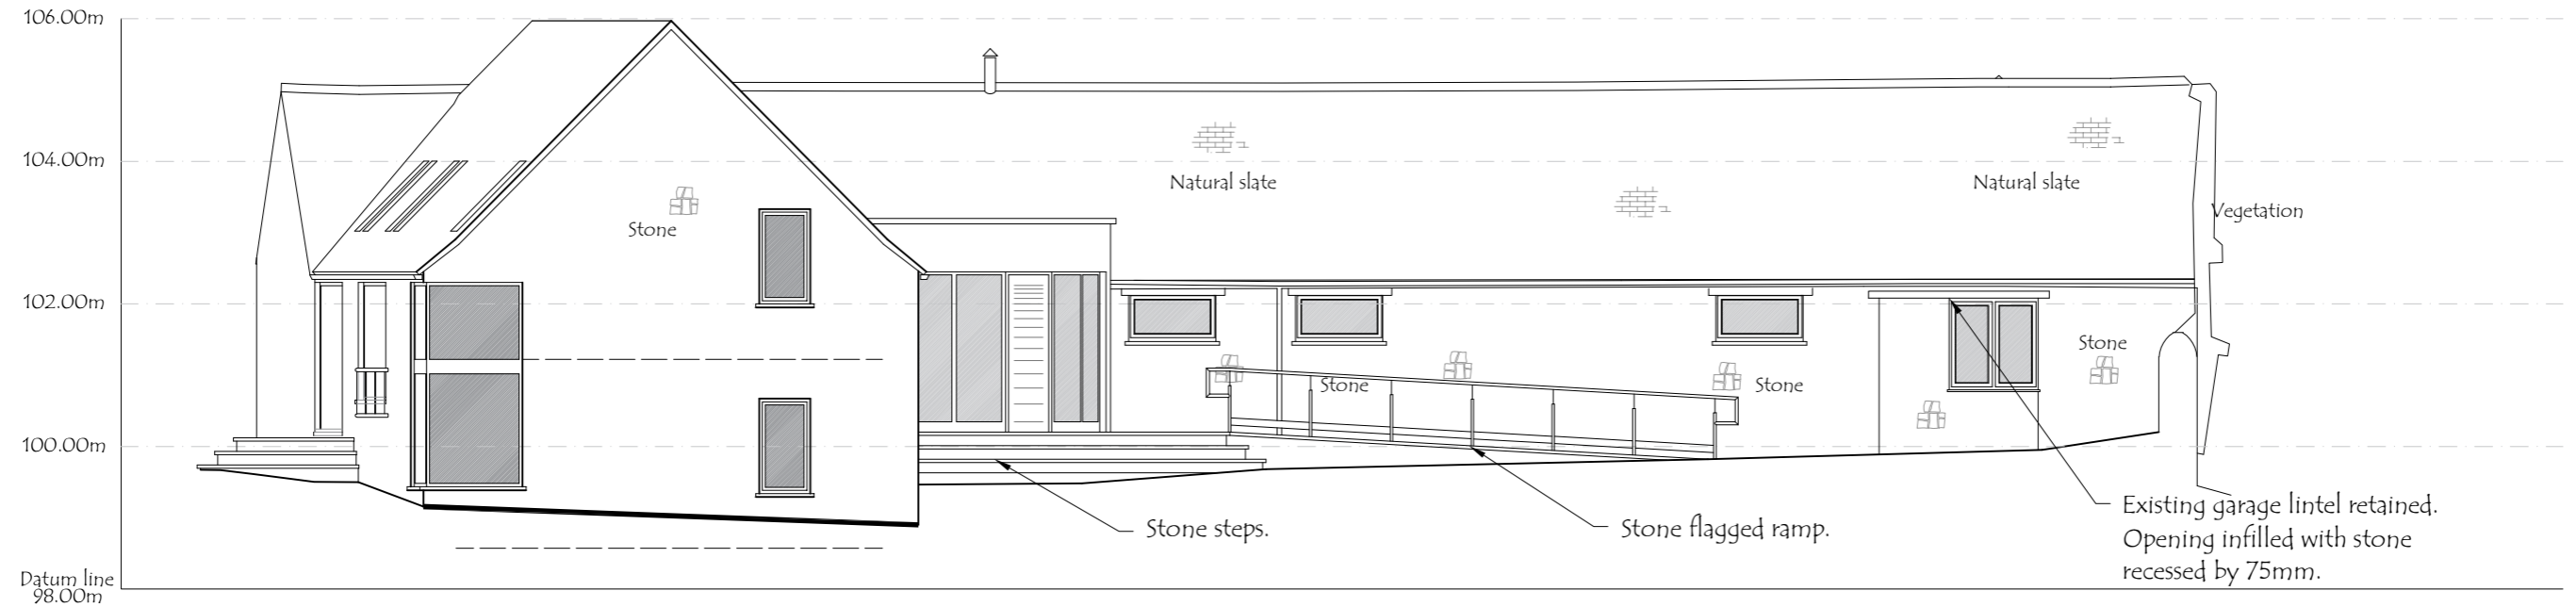 106.00m
104.00m
Natural slate
Natural slate
Vegetation
Stone
102.00m
Stone
Stone
Stone
100.00m
Existing garage lintel retained.
Opening infilled with stone
recessed by 75mm.
Stone steps.
Stone flagged ramp.
Datum line
98.00m